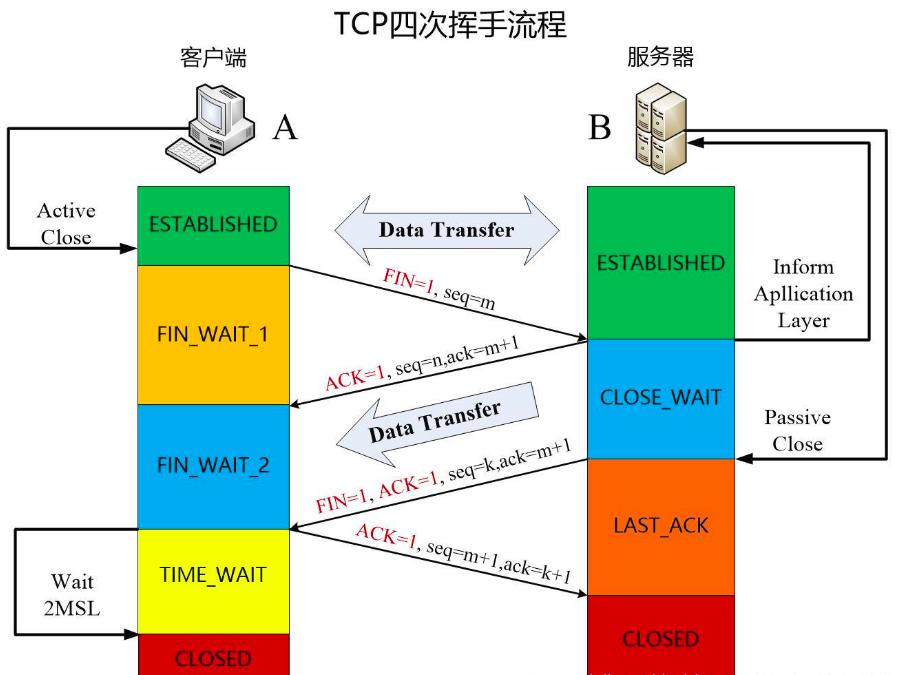 TCP四次挥手流程
客户端
服务器
A
B
Active
Close
ESTABLISHED
Data Transfer
ESTABLISHED
Inform
Apllication
Layer
FIN=1, seq=m
FIN_WAIT_1
ACK=1, seq=n,ack=m+1
CLOSE_WAIT
Data Transfer
Passive
Close
FIN_WAIT_2
FIN=1, ACK=1, seq=k,ack=m+1
LAST_ACK
ACK=1, seq=m+1,ack=k+1
TIME_WAIT
Wait
2MSL
CLOSED
CLOSED